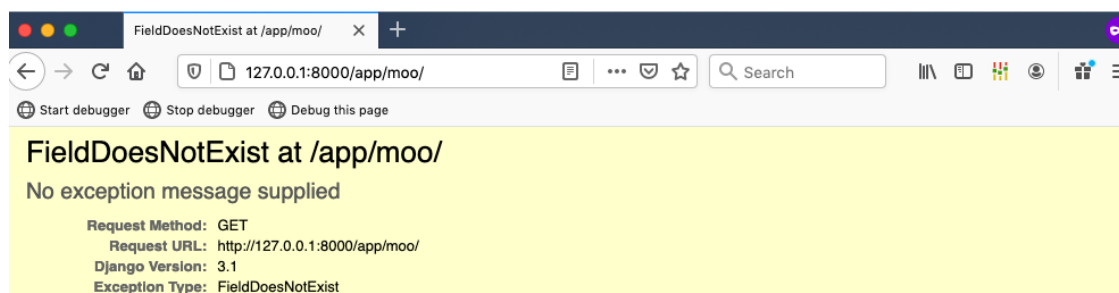 FieldDoesNotExist at /app/moo/
127.0.0.1:8000/app/moo/
Search
Start debugger Stop debugger Debug this page
FieldDoesNotExist at /app/moo/
No exception message supplied
Request Method: GET
Request URL: http://127.0.0.1:8000/app/moo/
Django Version: 3.1
Exception Type: FieldDoesNotExist